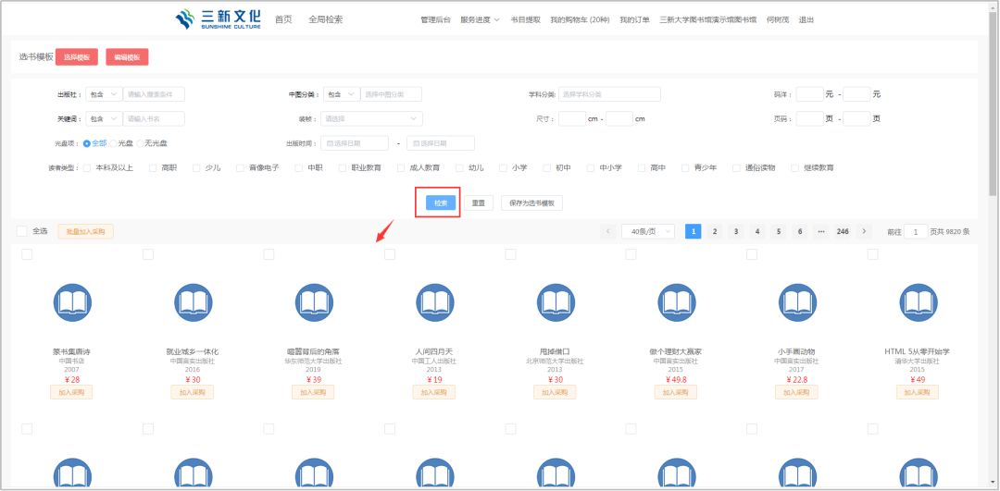 三新文化 SUNSHINE CULTURE 首页 全局检索 管理后台 服务进度 书目提取 我的购物车 (20种) 我的订单 三新大学图书馆演示馆图书馆 何树茂 退出
选书模板 选择模板 编辑模板
出版社： 包含 请输入搜索条件 中图分类： 包含 选择中图分类 学科分类: 选择学科分类 码洋： 元 - 元
关键词： 包含 请输入书名 装帧： 请选择 尺寸： cm - cm 页码： 页 - 页
光盘项： 全部 光盘 无光盘 出版时间： 选择日期 - 选择日期
读者类型： 本科及以上 高职 少儿 音像电子 中职 职业教育 成人教育 幼儿 小学 初中 中小学 高中 青少年 通俗读物 继续教育
检索 重置 保存为选书模板
全选 批量加入采购 < 40条/页 1 2 3 4 5 6 ··· 246 > 前往 1 页共 9820 条
篆书集唐诗 就业城乡一体化 喧嚣背后的角落 人间四月天 甩掉借口 做个理财大赢家 小手画动物 HTML 5从零开始学
中国书店 中国言实出版社 华东师范大学出版社 中国工人出版社 北京师范大学出版社 中国言实出版社 中国言实出版社 清华大学出版社
2007 2016 2019 2013 2013 2015 2017 2015
¥28 ¥30 ¥39 ¥19 ¥30 ¥49.8 ¥22.8 ¥49
加入采购 加入采购 加入采购 加入采购 加入采购 加入采购 加入采购 加入采购